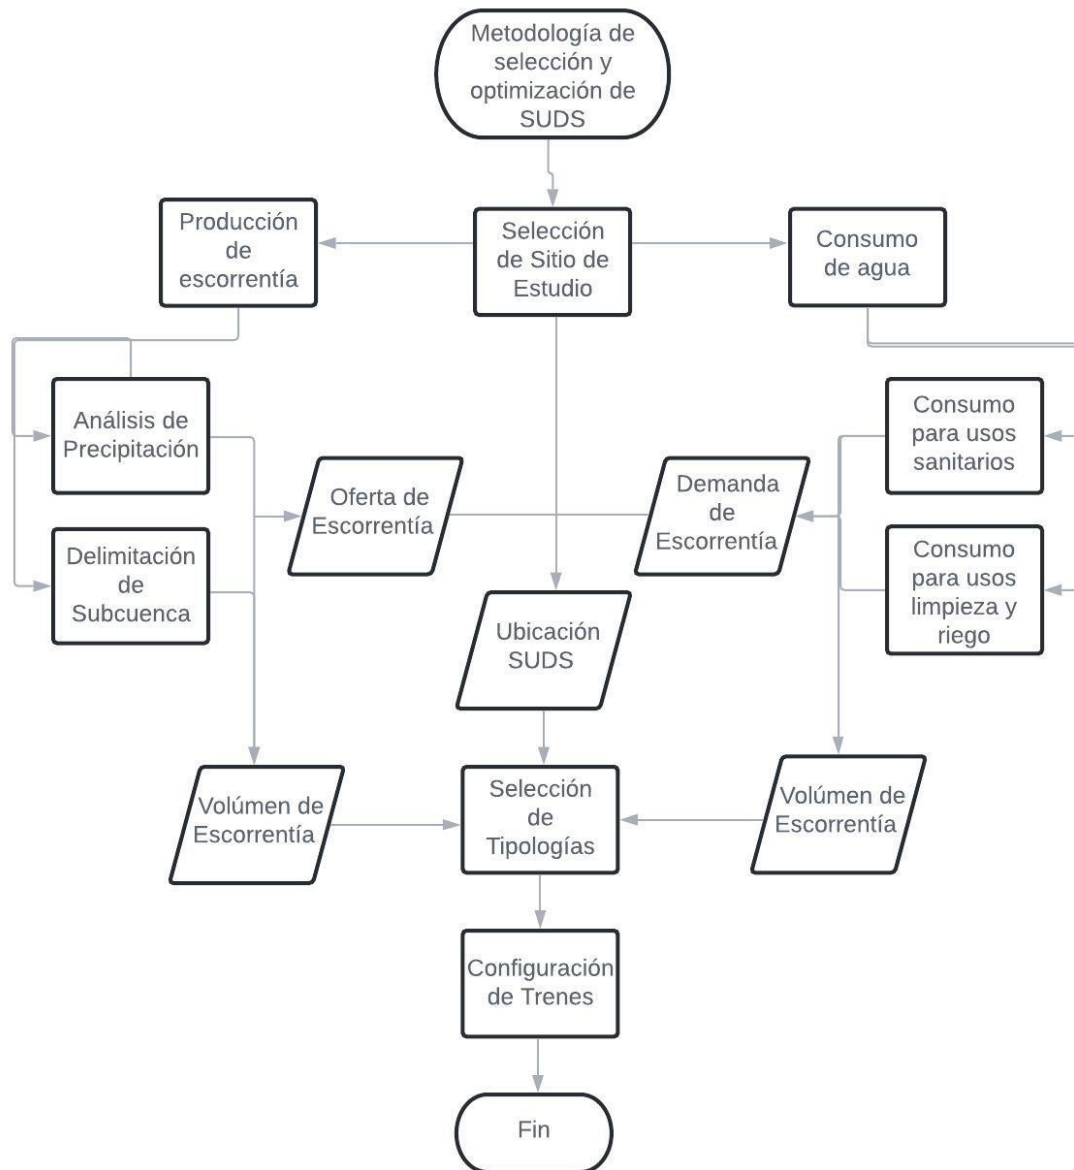 Metodología de
selección y
optimización de
SUDS
Producción
de
escorrentía
Selección
de Sitio de
Estudio
Consumo
de agua
Análisis de
Precipitación
Consumo
para usos
sanitarios
Oferta de
Escorrentía
Demanda
de
Escorrentía
Delimitación
de
Subcuenca
Consumo
para usos
limpieza y
riego
Ubicación
SUDS
Volúmen de
Escorrentía
Selección
de
Tipologías
Volúmen de
Escorrentía
Configuración
de Trenes
Fin